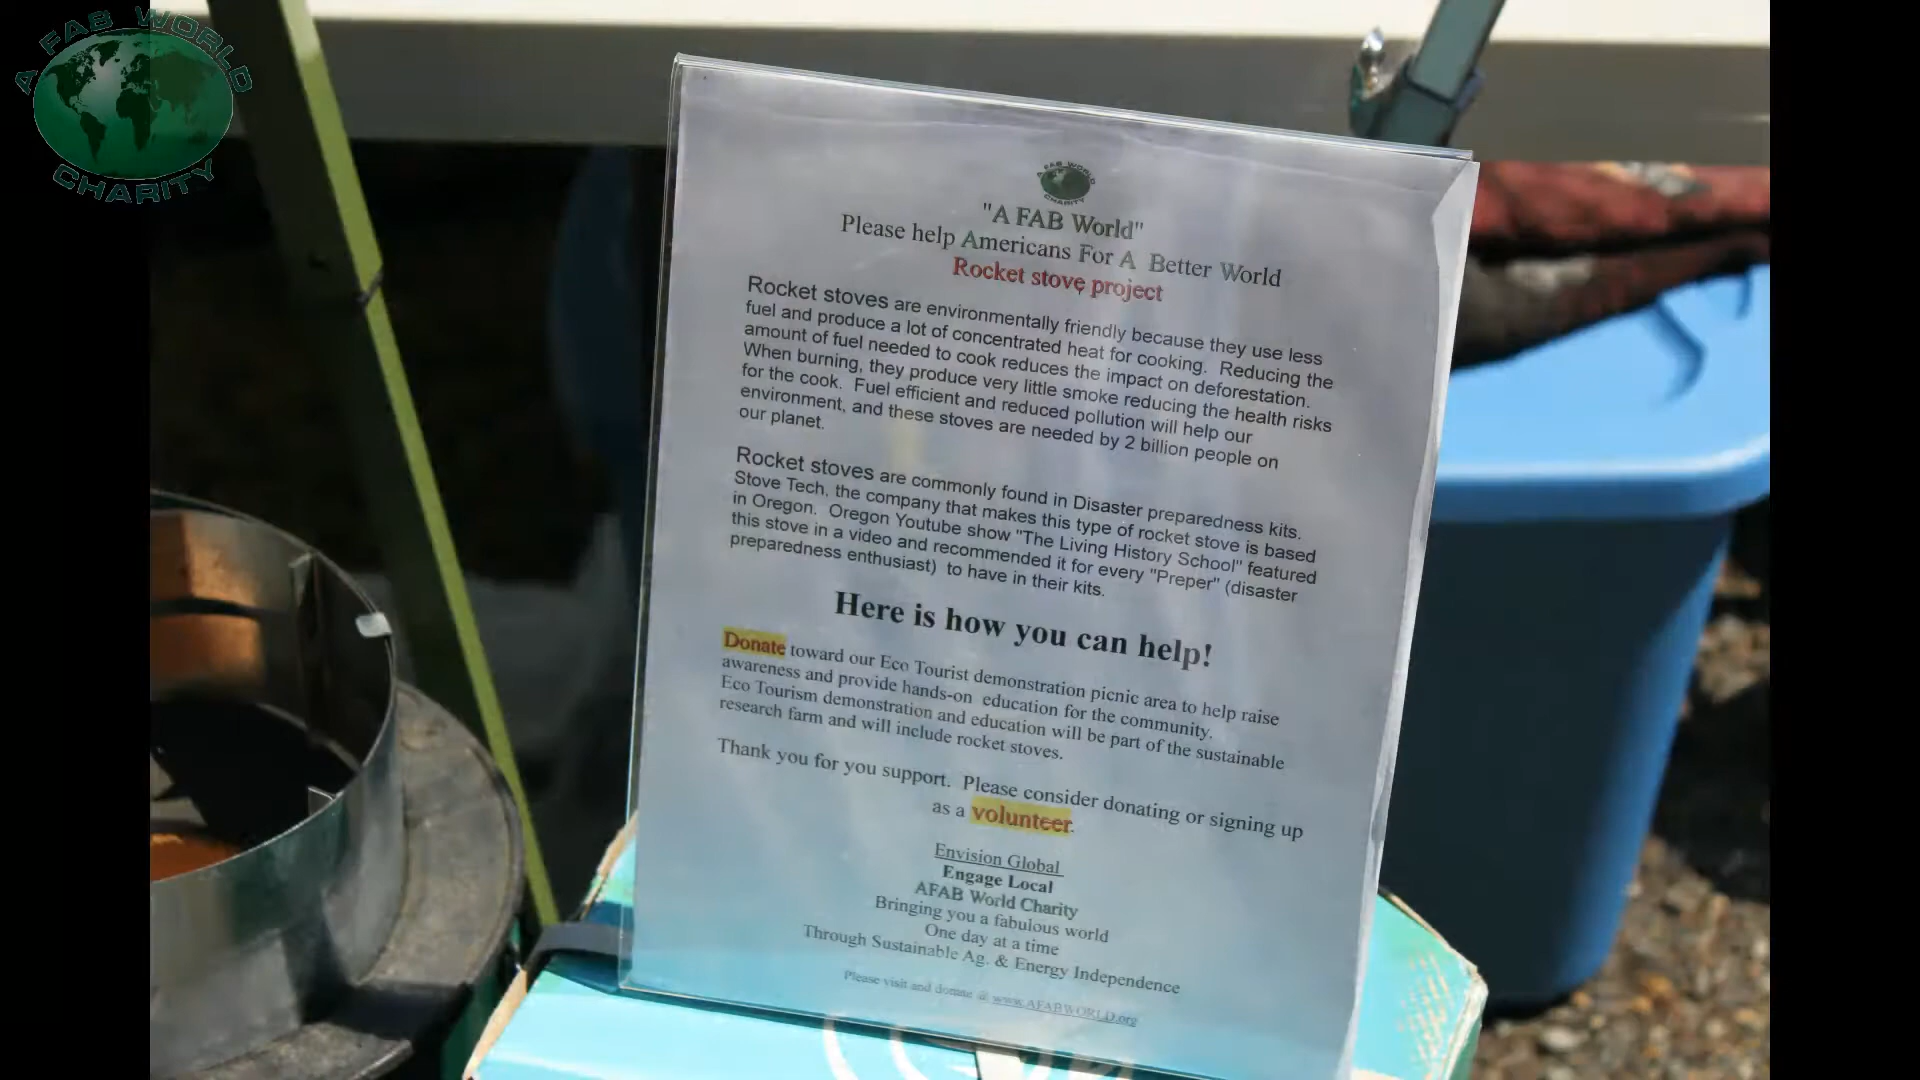 A FAB WORLD
CHARITY
A FAB WORLD
CHARITY
"A FAB World"
Please help Americans For A Better World
Rocket stove project
Rocket stoves are environmentally friendly because they use less
fuel and produce a lot of concentrated heat for cooking. Reducing the
amount of fuel needed to cook reduces the impact on deforestation.
When burning, they produce very little smoke reducing the health risks
for the cook. Fuel efficient and reduced pollution will help our
environment, and these stoves are needed by 2 billion people on
our planet.
Rocket stoves are commonly found in Disaster preparedness kits.
Stove Tech, the company that makes this type of rocket stove is based
in Oregon. Oregon Youtube show "The Living History School" featured
this stove in a video and recommended it for every "Preper" (disaster
preparedness enthusiast) to have in their kits.
Here is how you can help!
Donate toward our Eco Tourist demonstration picnic area to help raise
awareness and provide hands-on education for the community.
Eco Tourism demonstration and education will be part of the sustainable
research farm and will include rocket stoves.
Thank you for you support. Please consider donating or signing up
as a volunteer.
Envision Global
Engage Local
AFAB World Charity
Bringing you a fabulous world
One day at a time
Through Sustainable Ag. & Energy Independence
Please visit and donate @ www.AFABWORLD.org